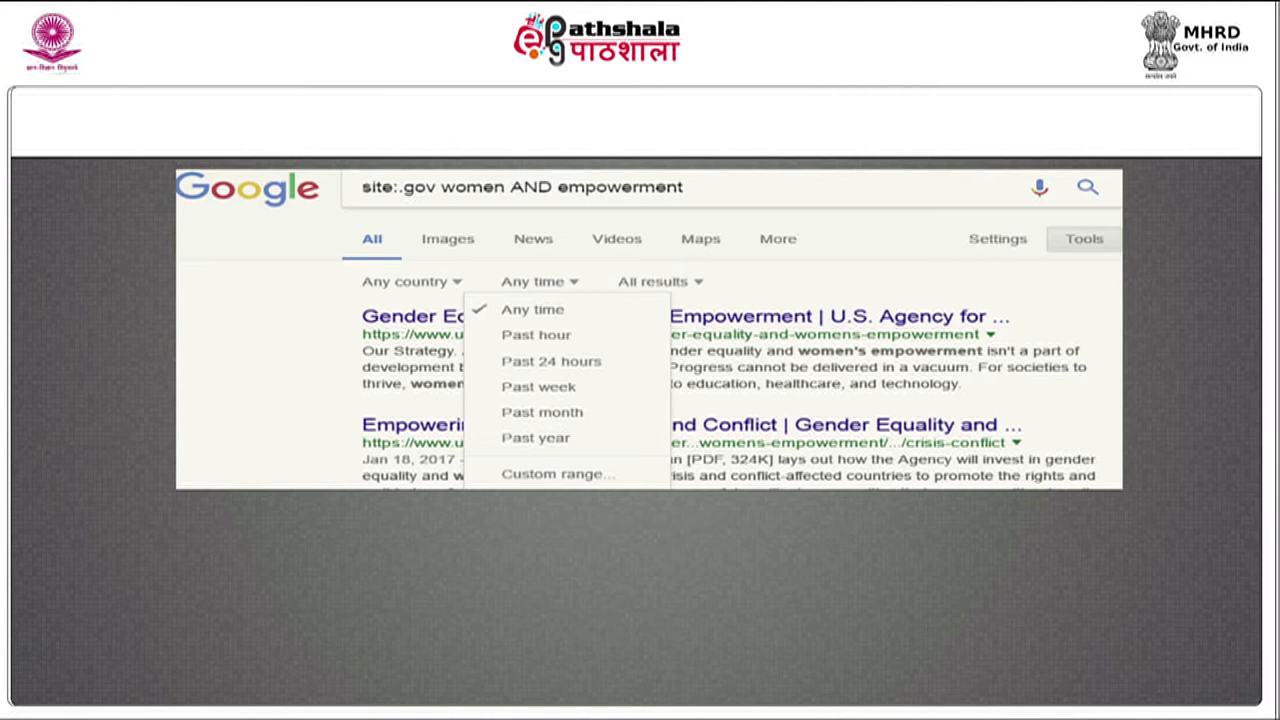 Pathshala
पाठशाला
MHRD
Govt. of India
Google
site:.gov women AND empowerment
All Images News Videos Maps More Settings Tools
Any country Any time All results
Any time
Past hour
Past 24 hours
Past week
Past month
Past year
Custom range...
Gender Eq Empowerment | U.S. Agency for ...
https://www.u er-equality-and-womens-empowerment
Our Strategy. nder equality and women's empowerment isn't a part of
development Progress cannot be delivered in a vacuum. For societies to
thrive, women to education, healthcare, and technology.
Empowerin nd Conflict | Gender Equality and ...
https://www.u er...womens-empowerment/.../crisis-conflict
Jan 18, 2017 - n [PDF, 324K] lays out how the Agency will invest in gender
equality and w isis and conflict-affected countries to promote the rights and